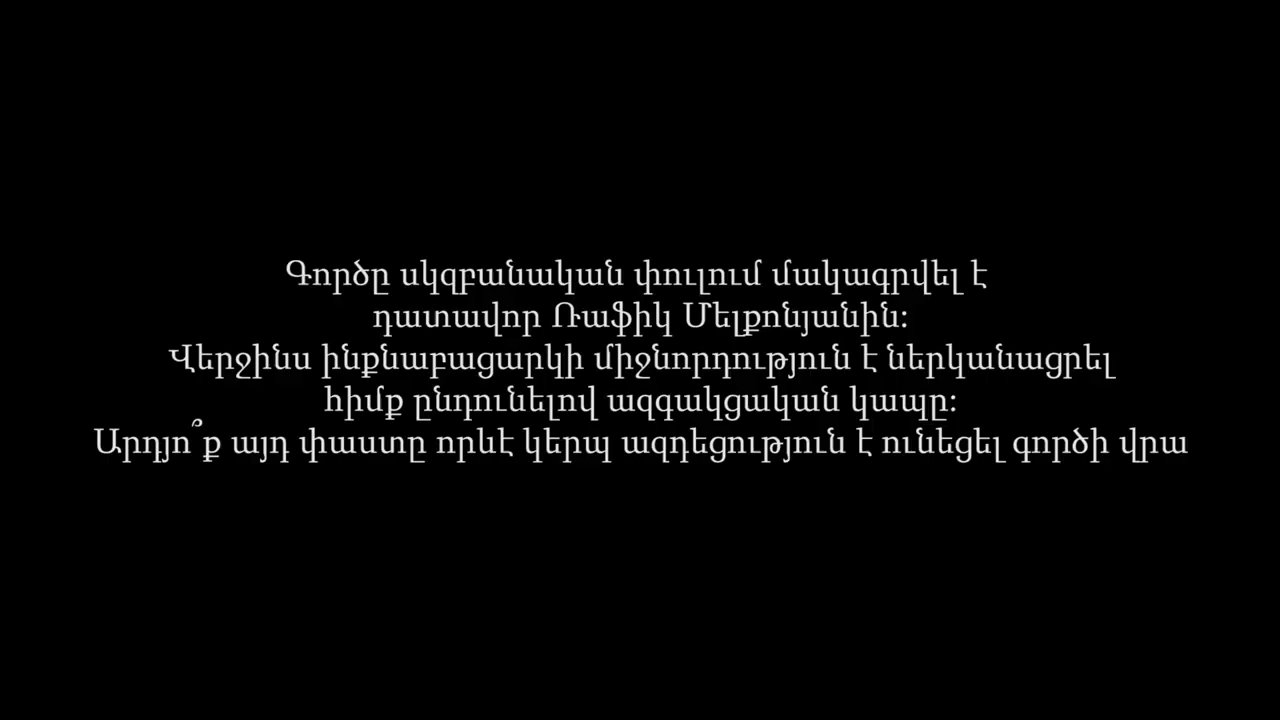 Գործը սկզբանական փուլում մակագրվել է
դատավոր Ռաֆիկ Մելքոնյանին։
Վերջինս ինքնաբացարկի միջնորդություն է ներկանացրել
հիմք ընդունելով ազգակցական կապը։
Արդյո՞ք այդ փաստը որևէ կերպ ազդեցություն է ունեցել գործի վրա